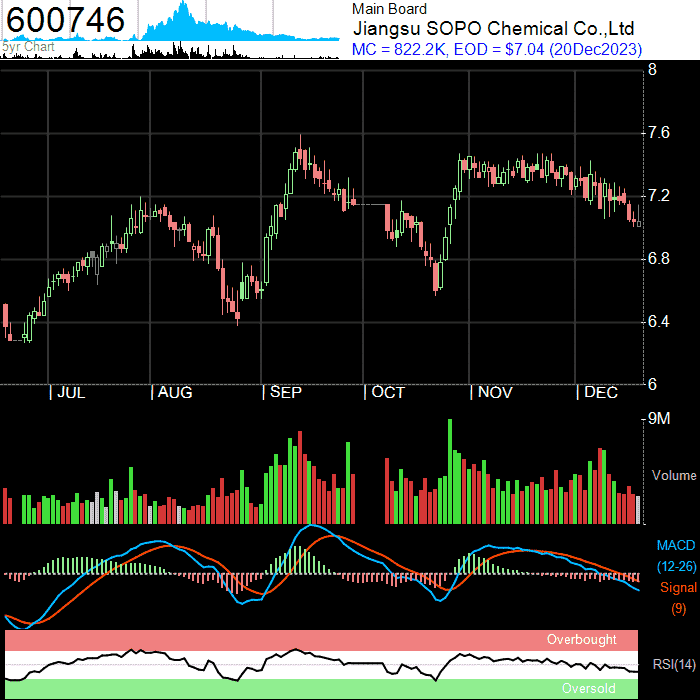 600746
5yr Chart
Main Board
Jiangsu SOPO Chemical Co.,Ltd
MC = 822.2K, EOD = $7.04 (20Dec2023)
8
7.6
7.2
6.8
6.4
6
JUL
AUG
SEP
OCT
NOV
DEC
9M
Volume
MACD
(12-26)
Signal
(9)
Overbought
RSI(14)
Oversold